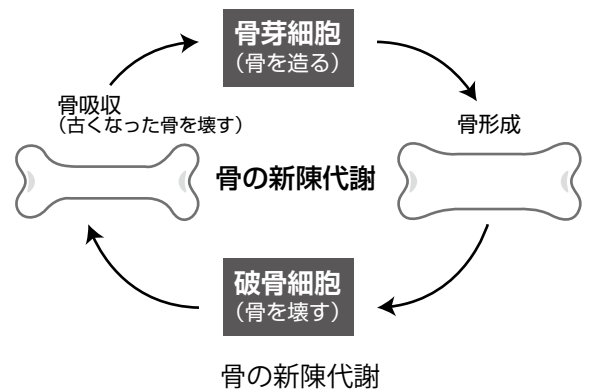 骨芽細胞
（骨を造る）
骨吸収
（古くなった骨を壊す）
骨形成
骨の新陳代謝
破骨細胞
（骨を壊す）
骨の新陳代謝